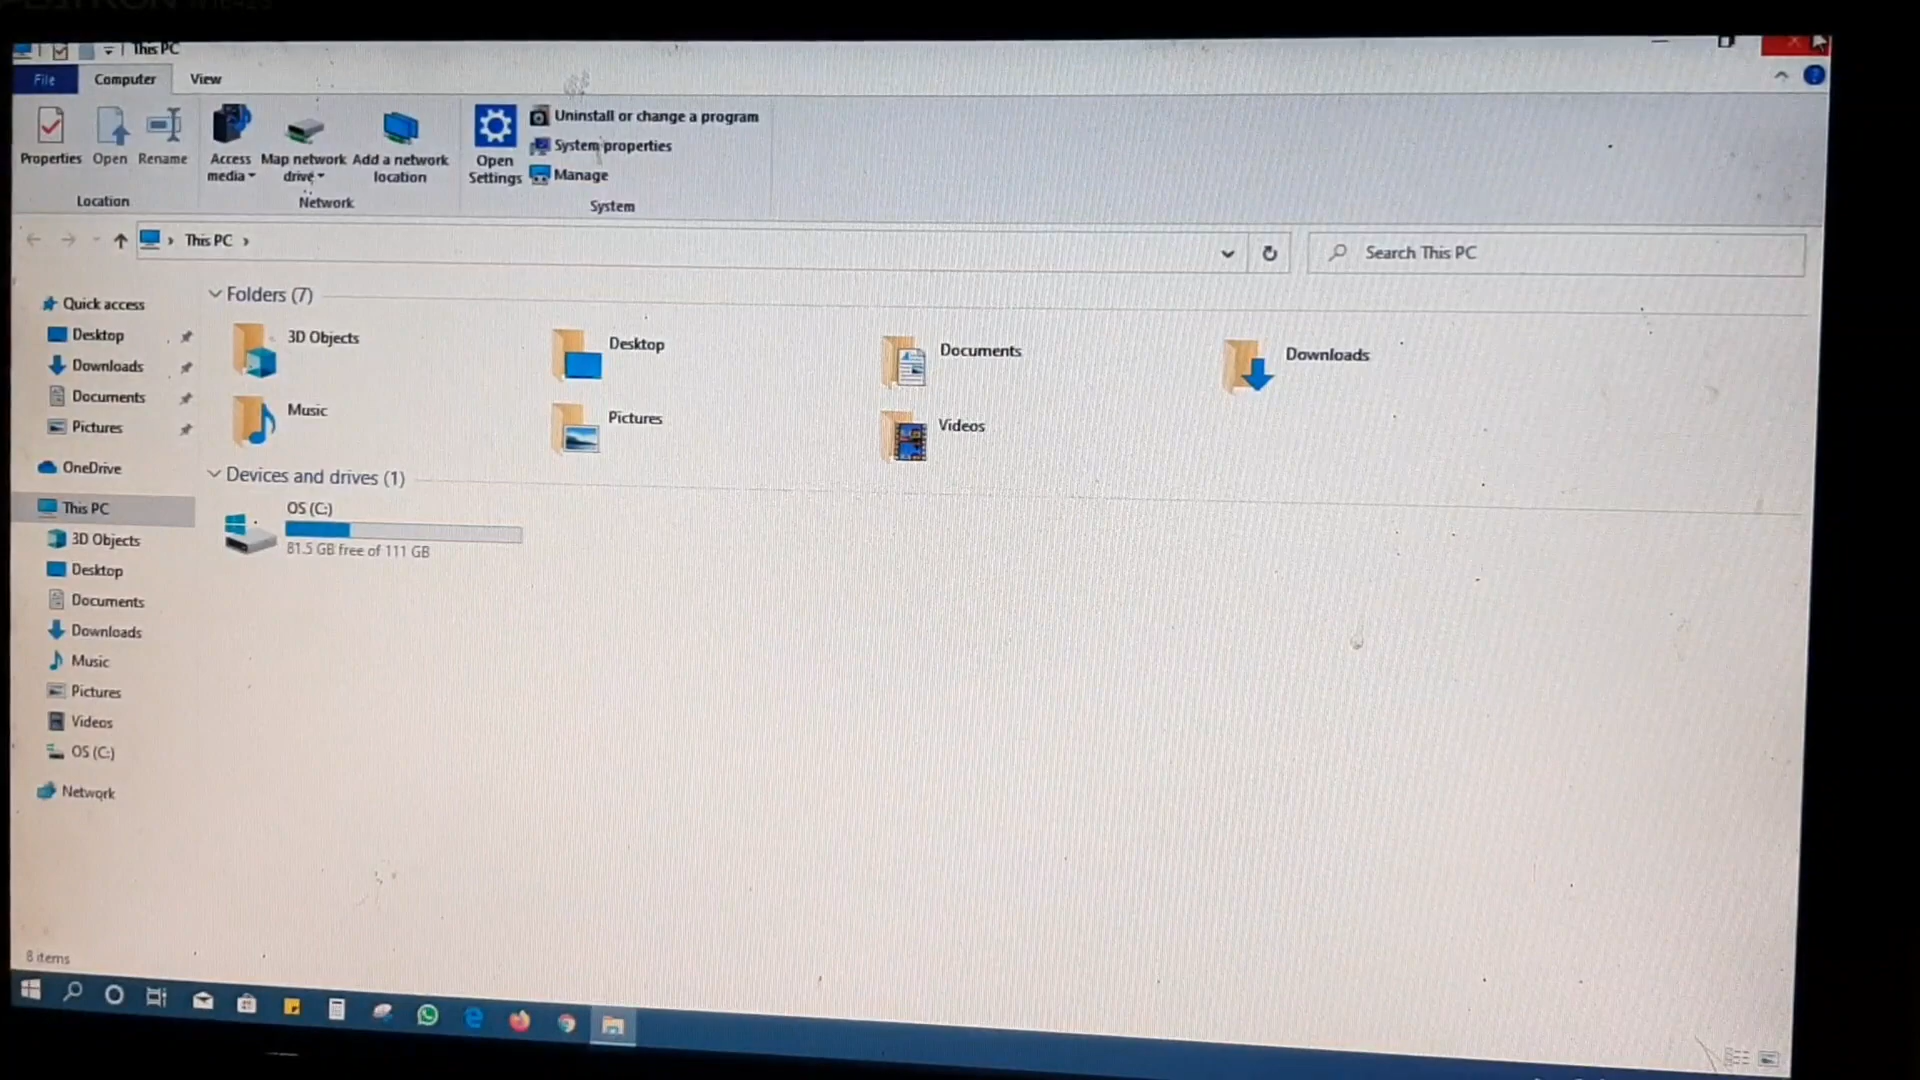 This PC
File Computer View
Properties Open Rename Access media Map network drive Add a network location Open Settings Uninstall or change a program
System properties
Manage
Location Network System
This PC
Search This PC
Quick access
Desktop
Downloads
Documents
Pictures
OneDrive
This PC
3D Objects
Desktop
Documents
Downloads
Music
Pictures
Videos
OS (C:)
Network
Folders (7)
3D Objects Desktop Documents Downloads
Music Pictures Videos
Devices and drives (1)
OS (C:)
81.5 GB free of 111 GB
8 items